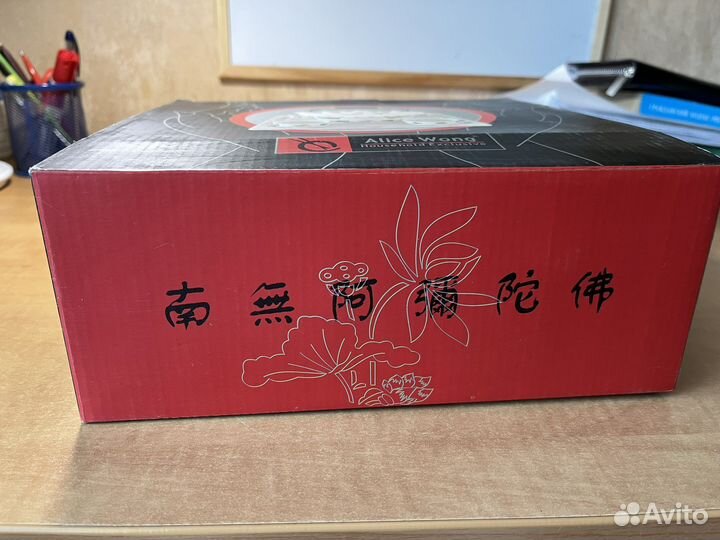 Alice Wong
Household Exclusive
南無阿彌陀佛
Avito